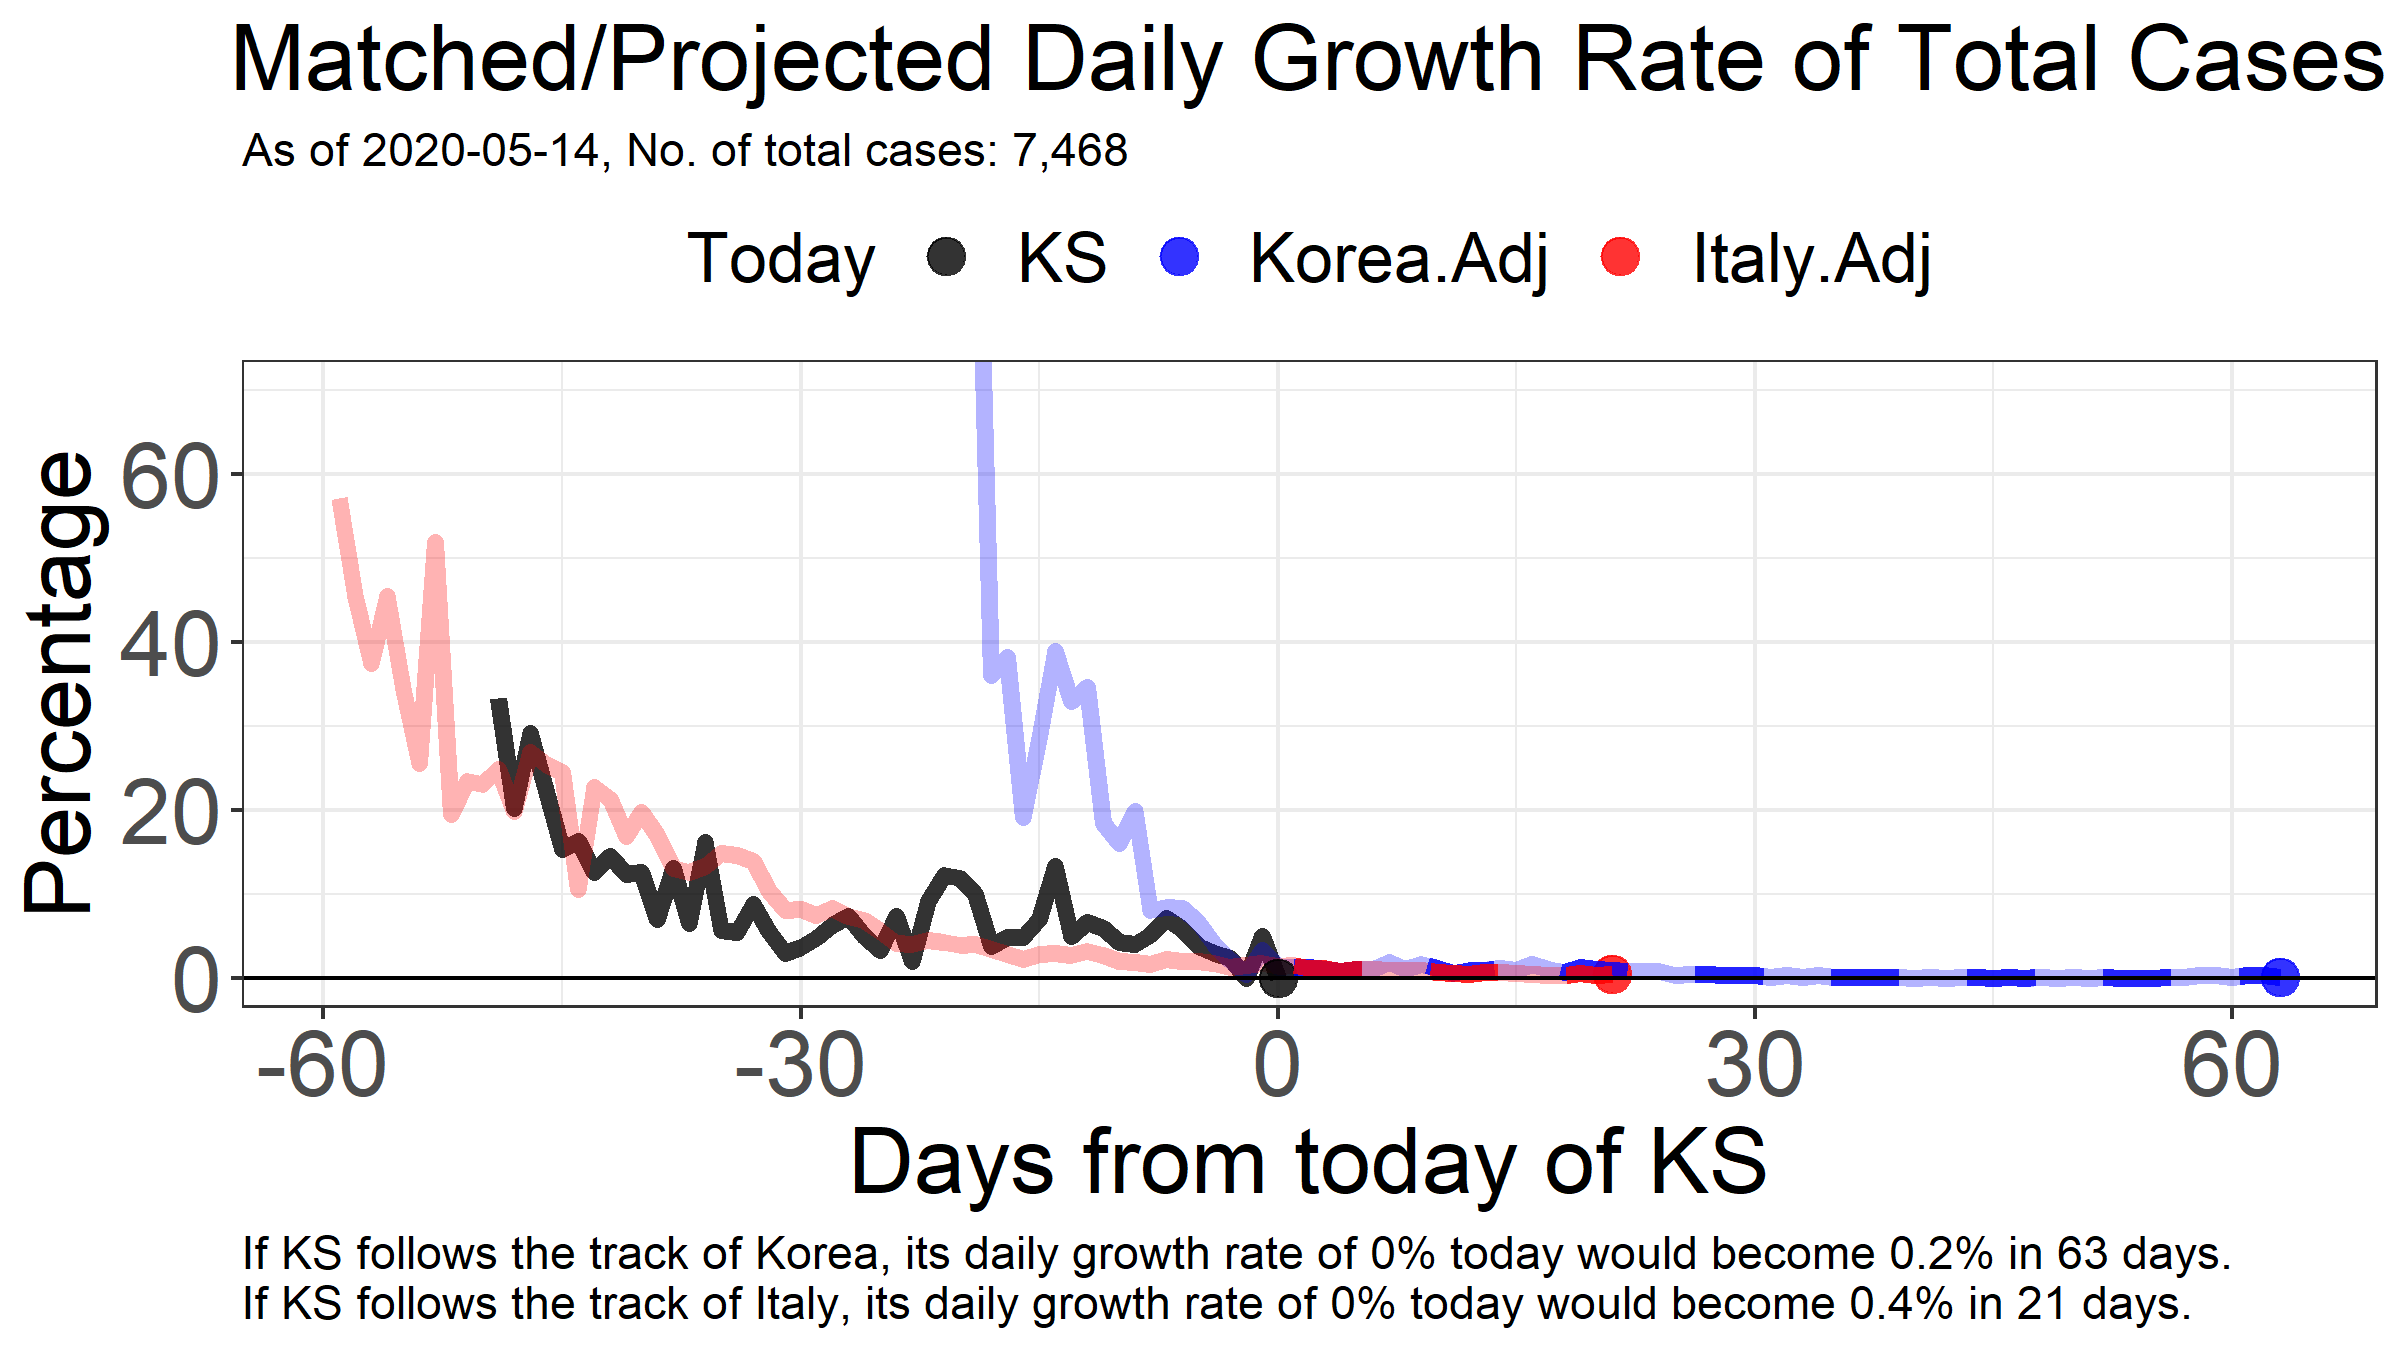 Matched/Projected Daily Growth Rate of Total Cases
As of 2020-05-14, No. of total cases: 7,468
Today KS Korea.Adj Italy.Adj
Percentage
60
40
20
0
-60 -30 0 30 60
Days from today of KS
If KS follows the track of Korea, its daily growth rate of 0% today would become 0.2% in 63 days.
If KS follows the track of Italy, its daily growth rate of 0% today would become 0.4% in 21 days.